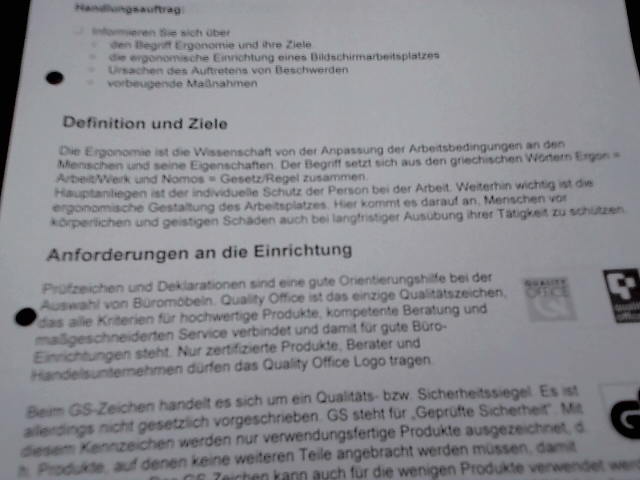 Handlungsauftrag:
Informieren Sie sich über
den Begriff Ergonomie und ihre Ziele
die ergonomische Einrichtung eines Bildschirmarbeitsplatzes
Ursachen des Auftretens von Beschwerden
vorbeugende Maßnahmen
Definition und Ziele
Die Ergonomie ist die Wissenschaft von der Anpassung der Arbeitsbedingungen an den
Menschen und seine Eigenschaften. Der Begriff setzt sich aus den griechischen Wörtern Ergon =
Arbeit/Werk und Nomos = Gesetz/Regel zusammen.
Hauptanliegen ist der individuelle Schutz der Person bei der Arbeit. Weiterhin wichtig ist die
ergonomische Gestaltung des Arbeitsplatzes. Hier kommt es darauf an, Menschen vor
körperlichen und geistigen Schäden auch bei langfristiger Ausübung ihrer Tätigkeit zu schützen.
Anforderungen an die Einrichtung
Prüfzeichen und Deklarationen sind eine gute Orientierungshilfe bei der
Auswahl von Büromöbeln. Quality Office ist das einzige Qualitätszeichen,
das alle Kriterien für hochwertige Produkte, kompetente Beratung und
maßgeschneiderten Service verbindet und damit für gute Büro-
Einrichtungen steht. Nur zertifizierte Produkte, Berater und
Handelsunternehmen dürfen das Quality Office Logo tragen.
QUALITY
OFFICE
Beim GS-Zeichen handelt es sich um ein Qualitäts- bzw. Sicherheitssiegel. Es ist
allerdings nicht gesetzlich vorgeschrieben. GS steht für „Geprüfte Sicherheit". Mit
diesem Kennzeichen werden nur verwendungsfertige Produkte ausgezeichnet, d.
h. Produkte, auf denen keine weiteren Teile angebracht werden müssen, damit
GS-Zeichen kann auch für die wenigen Produkte verwendet